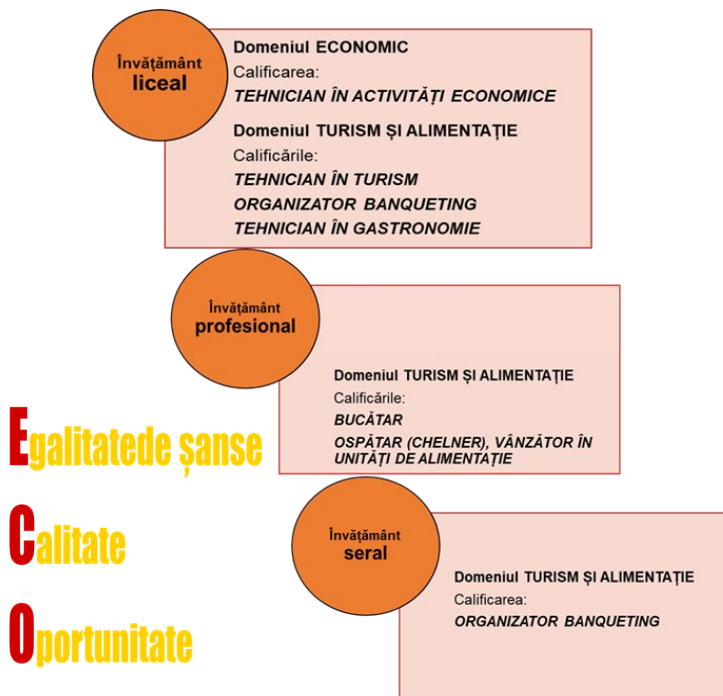 Învățământ
liceal
Domeniul ECONOMIC
Calificarea:
TEHNICIAN ÎN ACTIVITĂȚI ECONOMICE
Domeniul TURISM ȘI ALIMENTAȚIE
Calificările:
TEHNICIAN ÎN TURISM
ORGANIZATOR BANQUETING
TEHNICIAN ÎN GASTRONOMIE
Învățământ
profesional
Domeniul TURISM ȘI ALIMENTAȚIE
Calificările:
BUCĂTAR
OSPĂTAR (CHELNER), VÂNZĂTOR ÎN
UNITĂȚI DE ALIMENTAȚIE
Egalitatede șanse
Calitate
Oportunitate
Învățământ
seral
Domeniul TURISM ȘI ALIMENTAȚIE
Calificarea:
ORGANIZATOR BANQUETING